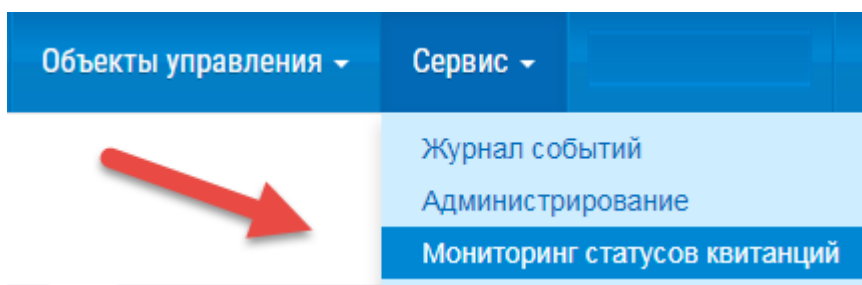 Объекты управления Сервис
Журнал событий
Администрирование
Мониторинг статусов квитанций